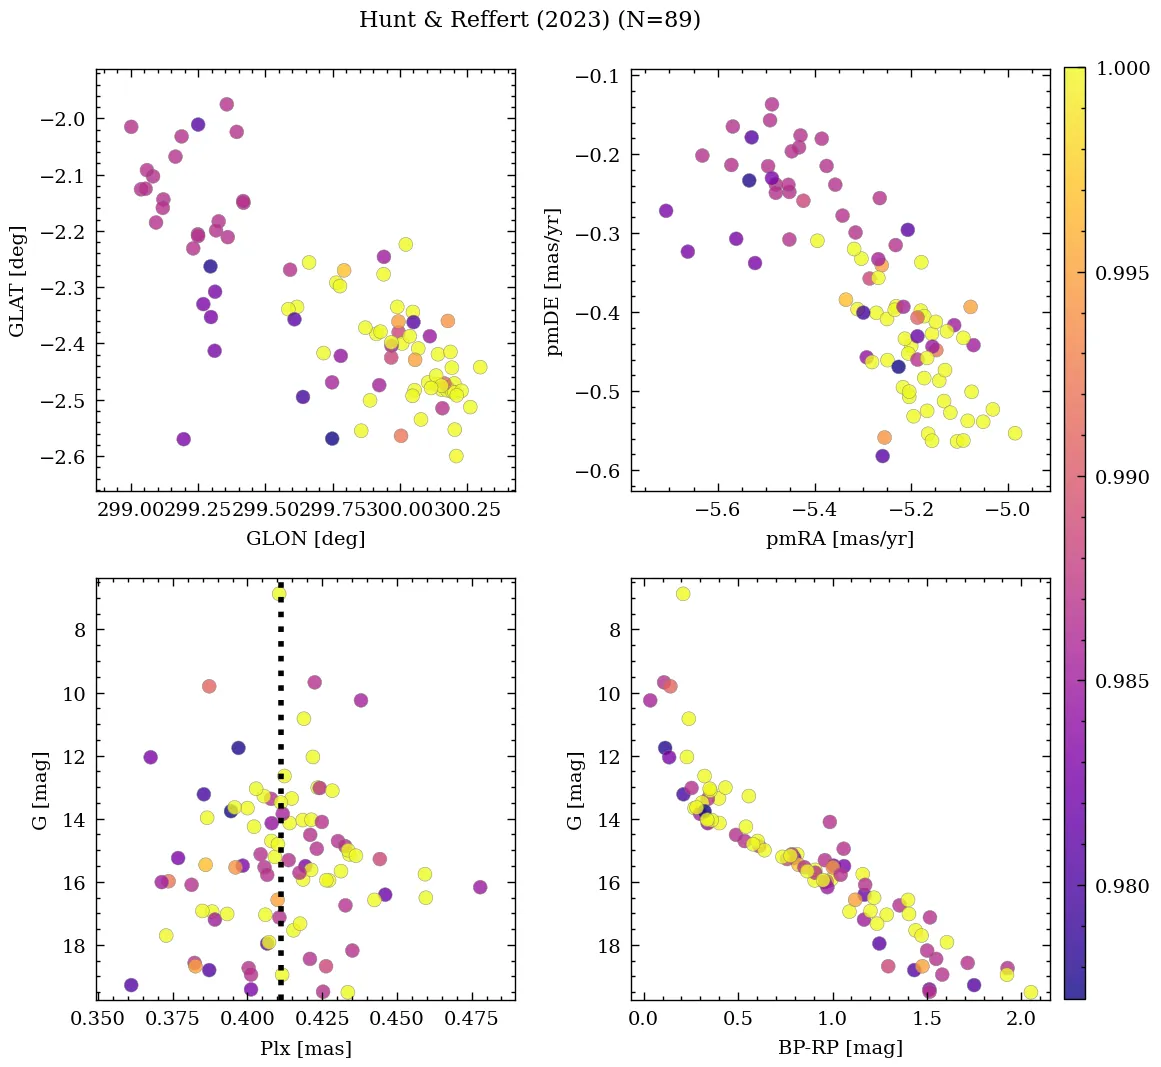 Hunt & Reffert (2023) (N=89)
−2.0
−2.1
−2.2
−2.3
−2.4
−2.5
−2.6
GLAT [deg]
299.00 299.25 299.50 299.75 300.00 300.25
GLON [deg]
−0.1
−0.2
−0.3
−0.4
−0.5
−0.6
pmDE [mas/yr]
−5.6 −5.4 −5.2 −5.0
pmRA [mas/yr]
1.000
0.995
0.990
0.985
0.980
8
10
12
14
16
18
G [mag]
0.350 0.375 0.400 0.425 0.450 0.475
Plx [mas]
8
10
12
14
16
18
G [mag]
0.0 0.5 1.0 1.5 2.0
BP-RP [mag]